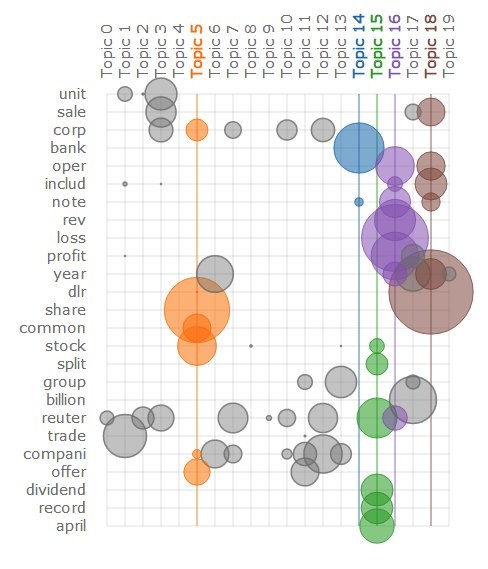 Topic 0
Topic 1
Topic 2
Topic 3
Topic 4
Topic 5
Topic 6
Topic 7
Topic 8
Topic 9
Topic 10
Topic 11
Topic 12
Topic 13
Topic 14
Topic 15
Topic 16
Topic 17
Topic 18
Topic 19
unit
sale
corp
bank
oper
includ
note
rev
loss
profit
year
dlr
share
common
stock
split
group
billion
reuter
trade
compani
offer
dividend
record
april